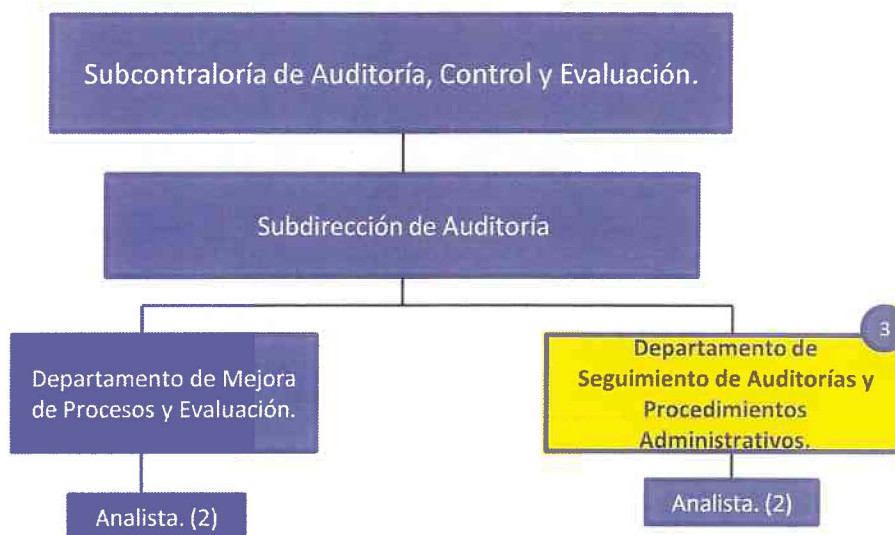 Subcontraloría de Auditoría, Control y Evaluación.
Subdirección de Auditoría
3
Departamento de Mejora
de Procesos y Evaluación.
Departamento de
Seguimiento de Auditorías y
Procedimientos
Administrativos.
Analista. (2)
Analista. (2)